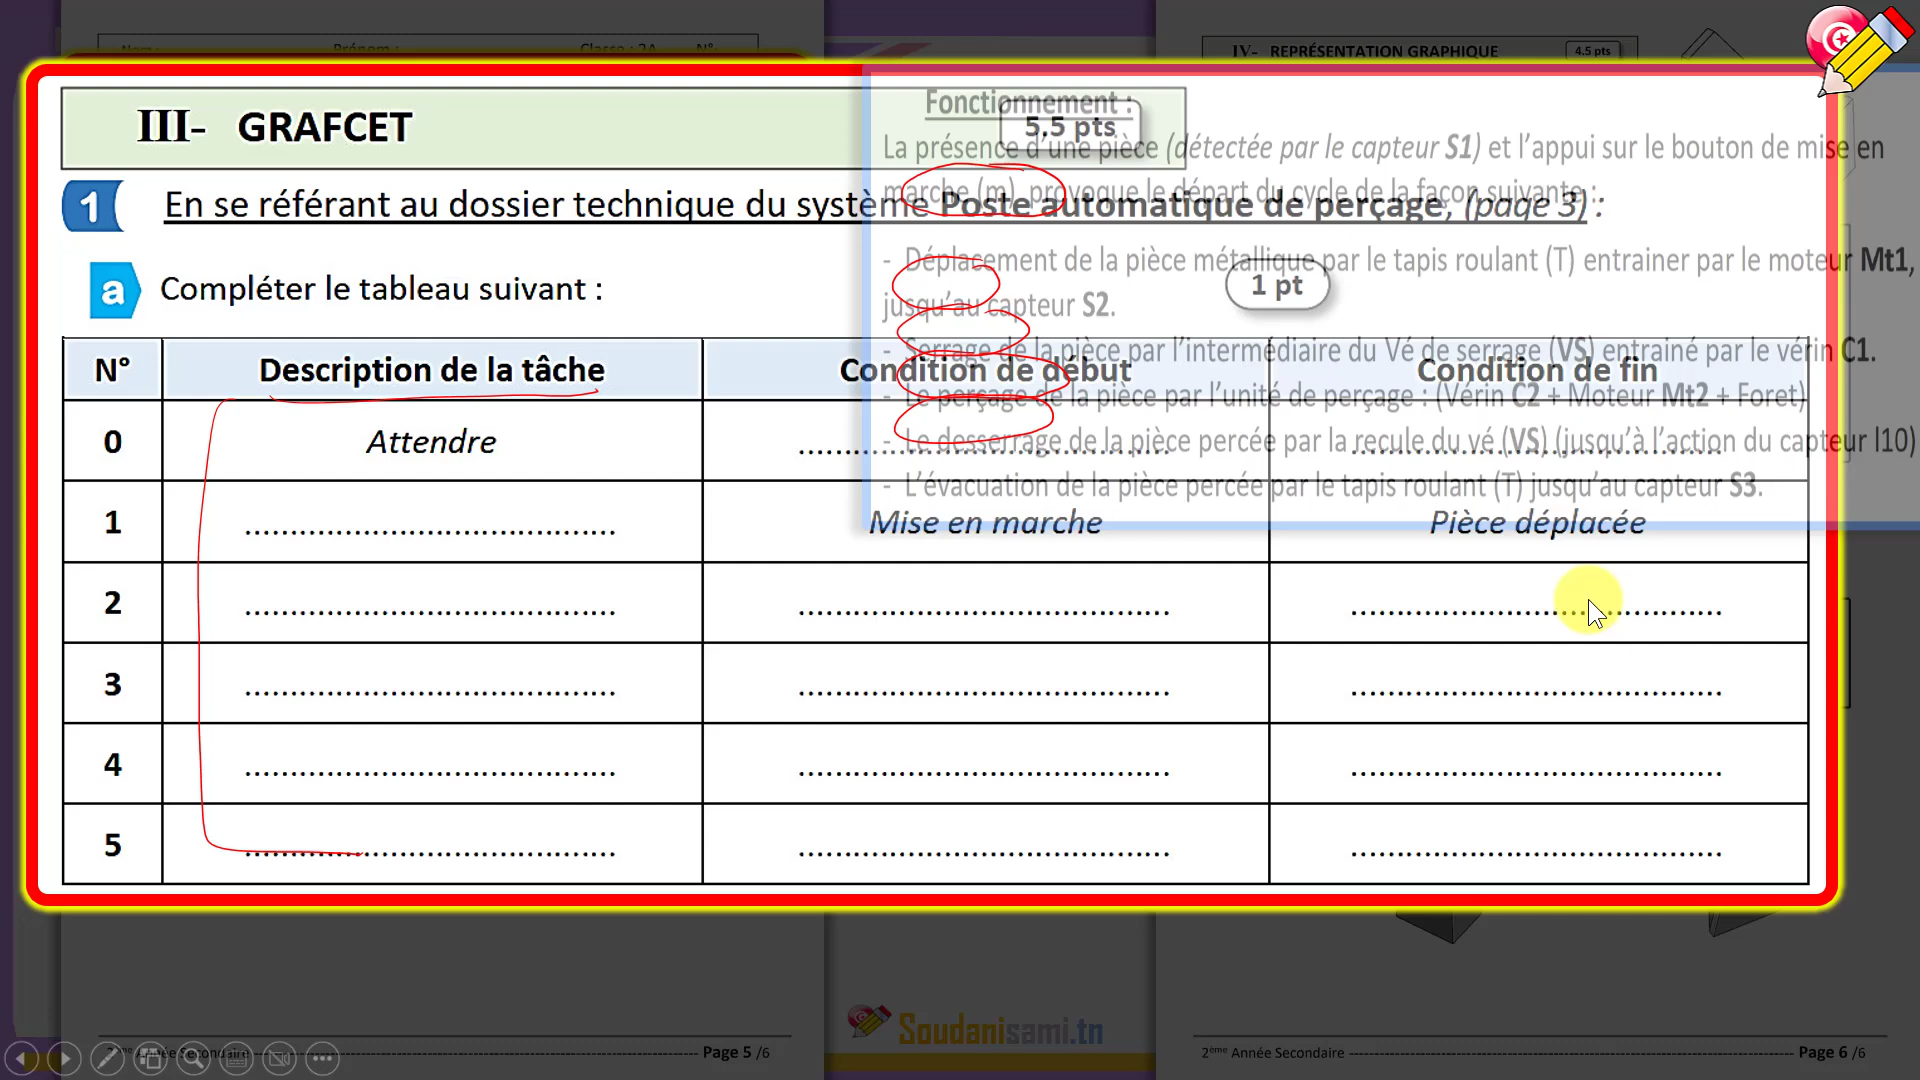 Nom : Prénom : Classe : 2A N°
IV- REPRÉSENTATION GRAPHIQUE 4.5 pts
III- GRAFCET
5.5 pts
Fonctionnement :
La présence d'une pièce (détectée par le capteur S1) et l'appui sur le bouton de mise en
marche (m), provoque le départ du cycle de la façon suivante :
1 En se référant au dossier technique du système Poste automatique de perçage, (page 3) :
- Déplacement de la pièce métallique par le tapis roulant (T) entrainer par le moteur Mt1,
jusqu'au capteur S2.
a Compléter le tableau suivant :
1 pt
- Serrage de la pièce par l'intermédiaire du Vé de serrage (VS) entrainé par le vérin C1.
- Le perçage de la pièce par l'unité de perçage : (Vérin C2 + Moteur Mt2 + Foret)
- Le desserrage de la pièce percée par la recule du vé (VS) (jusqu'à l'action du capteur l10)
- L'évacuation de la pièce percée par le tapis roulant (T) jusqu'au capteur S3.
N° Description de la tâche Condition de début Condition de fin
0 Attendre ........................................ ........................................
1 ........................................ Mise en marche Pièce déplacée
2 ........................................ ........................................ ........................................
3 ........................................ ........................................ ........................................
4 ........................................ ........................................ ........................................
5 ........................................ ........................................ ........................................
Soudanisami.tn
2ème Année Secondaire Page 5 /6
2ème Année Secondaire Page 6 /6